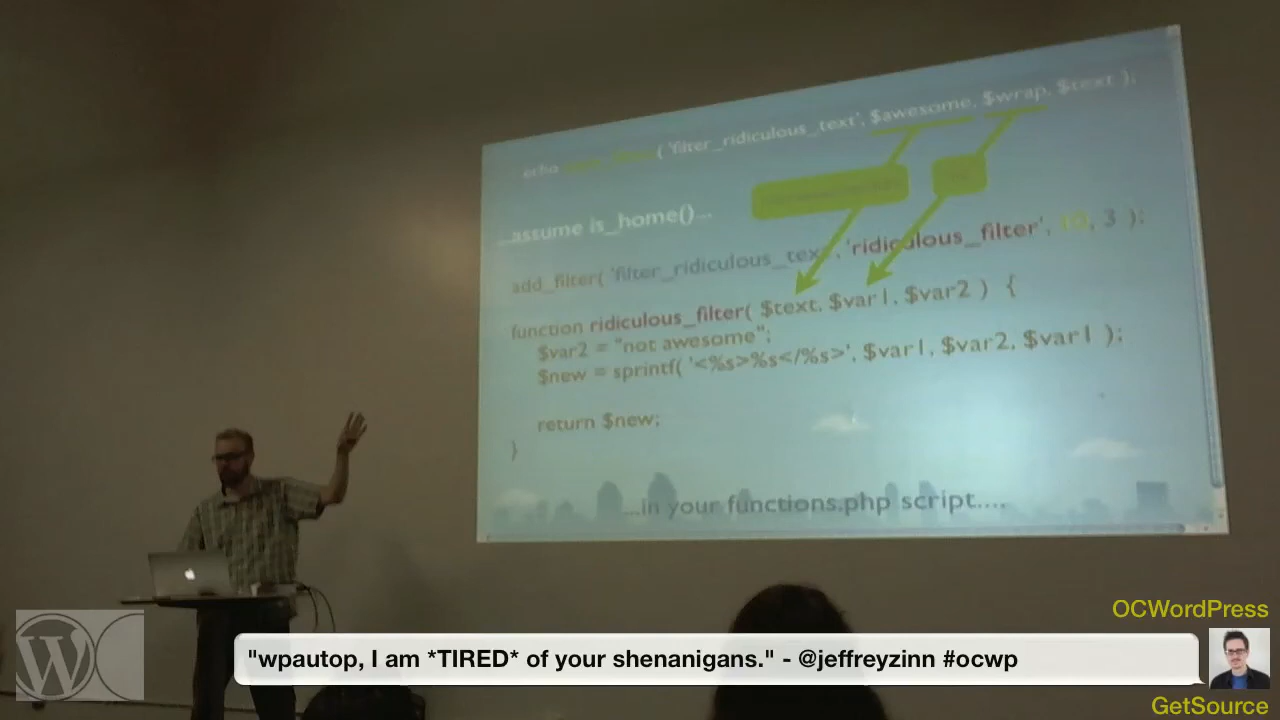 echo ( 'filter_ridiculous_text', $awesome, $wrap, $text );
...assume is_home()...
add_filter( 'filter_ridiculous_text', 'ridiculous_filter', 10, 3 );
function ridiculous_filter( $text, $var1, $var2 ) {
$var2 = "not awesome";
$new = sprintf( '<%s>%s</%s>', $var1, $var2, $var1 );
return $new;
}
...in your functions.php script....
OCWordPress
"wpautop, I am *TIRED* of your shenanigans." - @jeffreyzinn #ocwp
GetSource